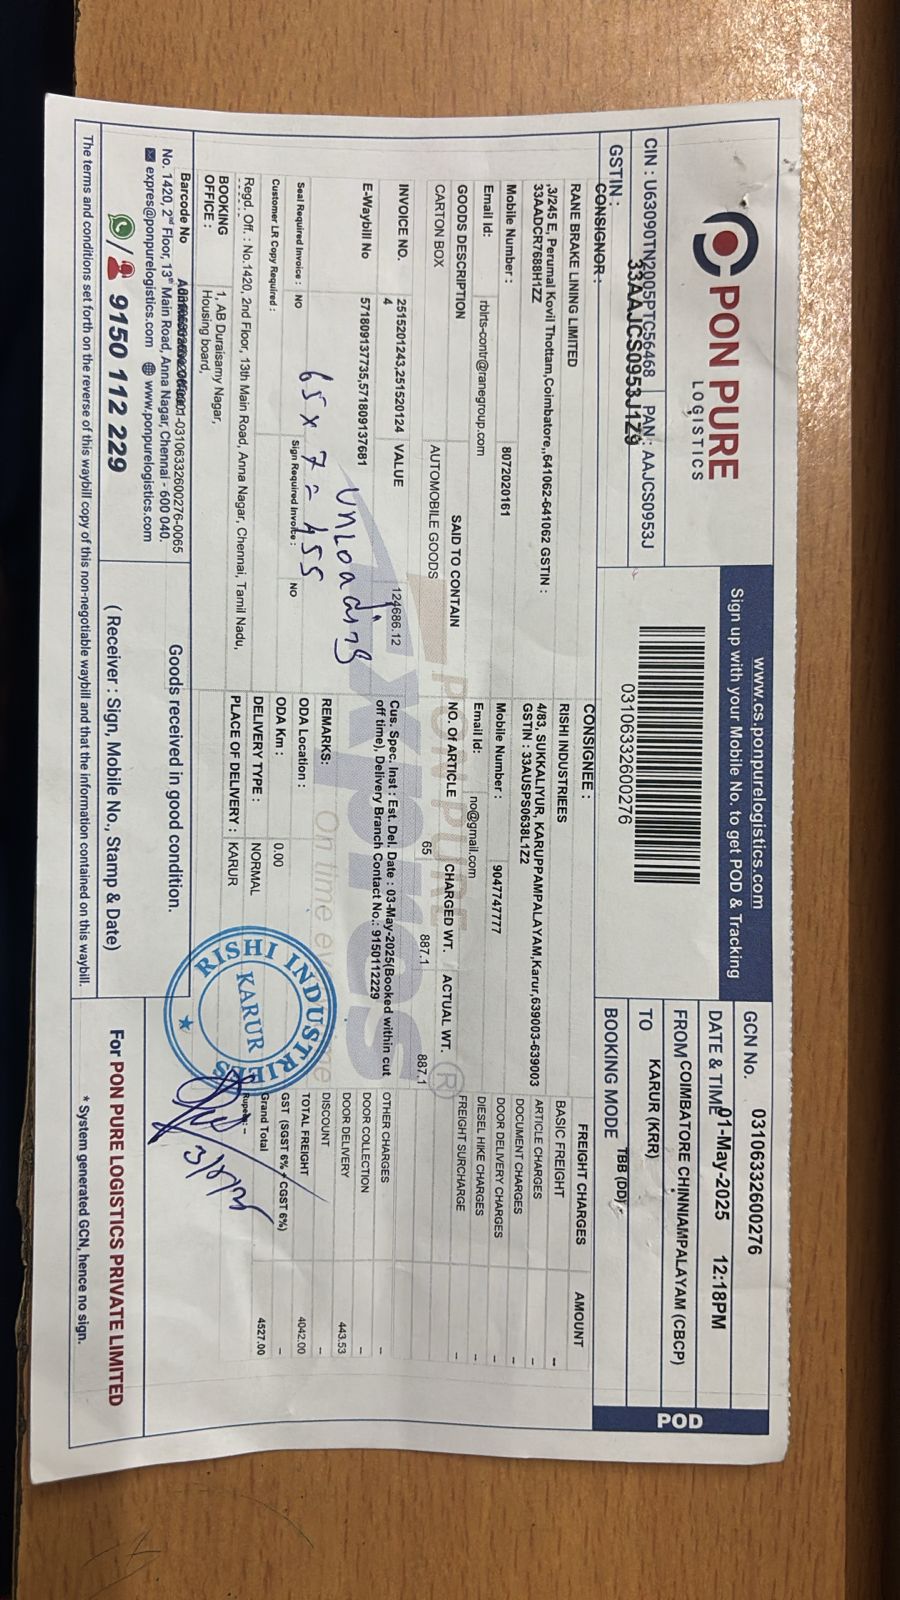 PON PURE
LOGISTICS
www.cs.ponpurelogistics.com
Sign up with your Mobile No. to get POD & Tracking
CIN : U63090TN2005PTC56468 PAN : AAJCS0953J
GSTIN : 33AAJCS0953J1Z9
03106332600276
GCN No. 03106332600276
DATE & TIME 01-May-2025 12:18PM
FROM COIMBATORE CHINNIAMPALAYAM (CBCP)
TO KARUR (KRR)
BOOKING MODE TBB (DD)
POD
CONSIGNOR :
RANE BRAKE LINING LIMITED
,3/245 E, Perumal Kovil Thottam,Coimbatore,,641062-641062 GSTIN :
33AADCR7688H1ZZ
Mobile Number : 8072020161
Email Id: rblrts-contr@ranegroup.com
CONSIGNEE :
RISHI INDUSTRIEES
4/83, SUKKALIYUR, KARUPPAMPALAYAM,Karur,639003-639003
GSTIN : 33AUSPS0638L1Z2
Mobile Number : 9047747777
Email Id: no@gmail.com
GOODS DESCRIPTION SAID TO CONTAIN NO. Of ARTICLE CHARGED WT. ACTUAL WT.
CARTON BOX AUTOMOBILE GOODS 65 887.1 887.1
INVOICE NO. 2515201243,251520124
4
VALUE 124686.12
E-Waybill No 571809137735,571809137681
Unloading
65 x 7 = 455
Seal Required Invoice : NO Sign Required Invoice : NO
Customer LR Copy Required :
Cus. Spec. Inst : Est. Del. Date : 03-May-2025(Booked within cut
off time), Delivery Branch Contact No.: 9150112229
REMARKS:
ODA Location :
ODA Km : 0.00
DELIVERY TYPE : NORMAL
PLACE OF DELIVERY : KARUR
FREIGHT CHARGES AMOUNT
BASIC FREIGHT --
ARTICLE CHARGES --
DOCUMENT CHARGES --
DOOR DELIVERY CHARGES --
DIESEL HIKE CHARGES --
FREIGHT SURCHARGE --
OTHER CHARGES --
DOOR COLLECTION --
DOOR DELIVERY 443.53
DISCOUNT --
TOTAL FREIGHT 4042.00
GST (SGST 6% + CGST 6%) --
Grand Total 4527.00
Rupees: --
Regd. Off. : No.1420, 2nd Floor, 13th Main Road, Anna Nagar, Chennai, Tamil Nadu,
BOOKING
OFFICE :
1, AB Duraisamy Nagar,
Housing board,
PONPURE
Xpries
®
On time
RISHI INDUSTRIES
KARUR
Barcode No
No. 1420, 2nd Floor, 13th Main Road, Anna Nagar, Chennai - 600 040.
expres@ponpurelogistics.com www.ponpurelogistics.com
/ 9150 112 229
Goods received in good condition.
( Receiver : Sign, Mobile No., Stamp & Date)
For PON PURE LOGISTICS PRIVATE LIMITED
* System generated GCN, hence no sign.
The terms and conditions set forth on the reverse of this waybill copy of this non-negotiable waybill and that the information contained on this waybill.